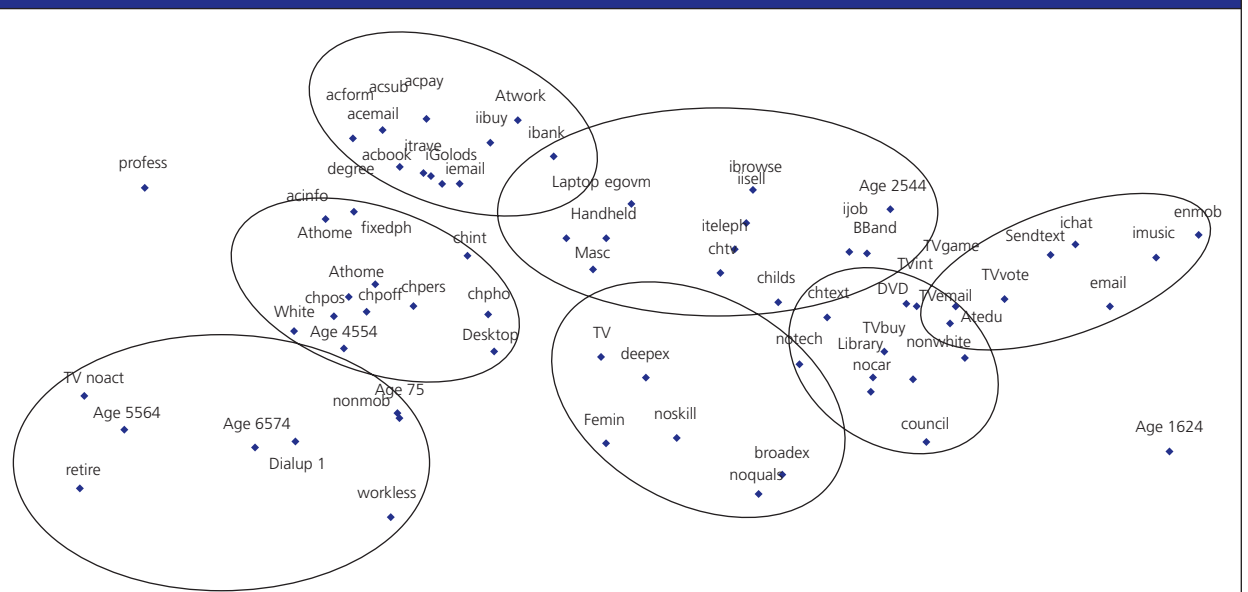 acpay
acsub
acform
Atwork
acemail
iibuy
ibank
jtrave
acbook
iGolods
profess
degree
iemail
ibrowse
iisell
Laptop egovm
Age 2544
acinfo
Handheld
ijob
enmob
Athome
fixedph
iteleph
BBand
ichat
Sendtext
imusic
chint
chtv
TVgame
Masc
TVint
Athome
childs
TVvote
chpers
chpos
chpoff
chpho
chtext
DVD
TVemail
email
White
Atedu
Age 4554
Desktop
TV
notech
TVbuy
Library
nonwhite
deepex
nocar
TV noact
Age 75
nonmob
Age 5564
Age 6574
Femin
noskill
council
Age 1624
Dialup 1
broadex
retire
noquals
workless